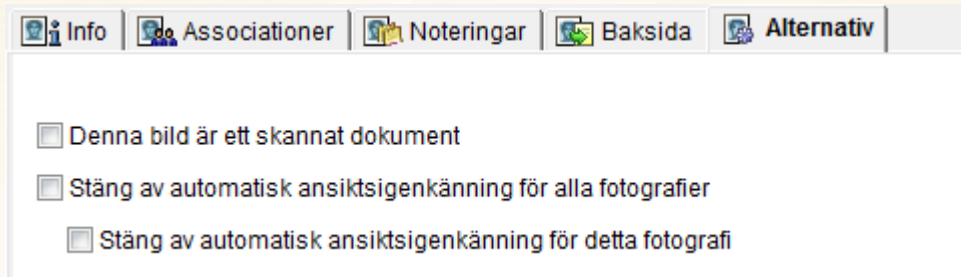 Info Associationer Noteringar Baksida Alternativ
Denna bild är ett skannat dokument
Stäng av automatisk ansiktsigenkänning för alla fotografier
Stäng av automatisk ansiktsigenkänning för detta fotografi